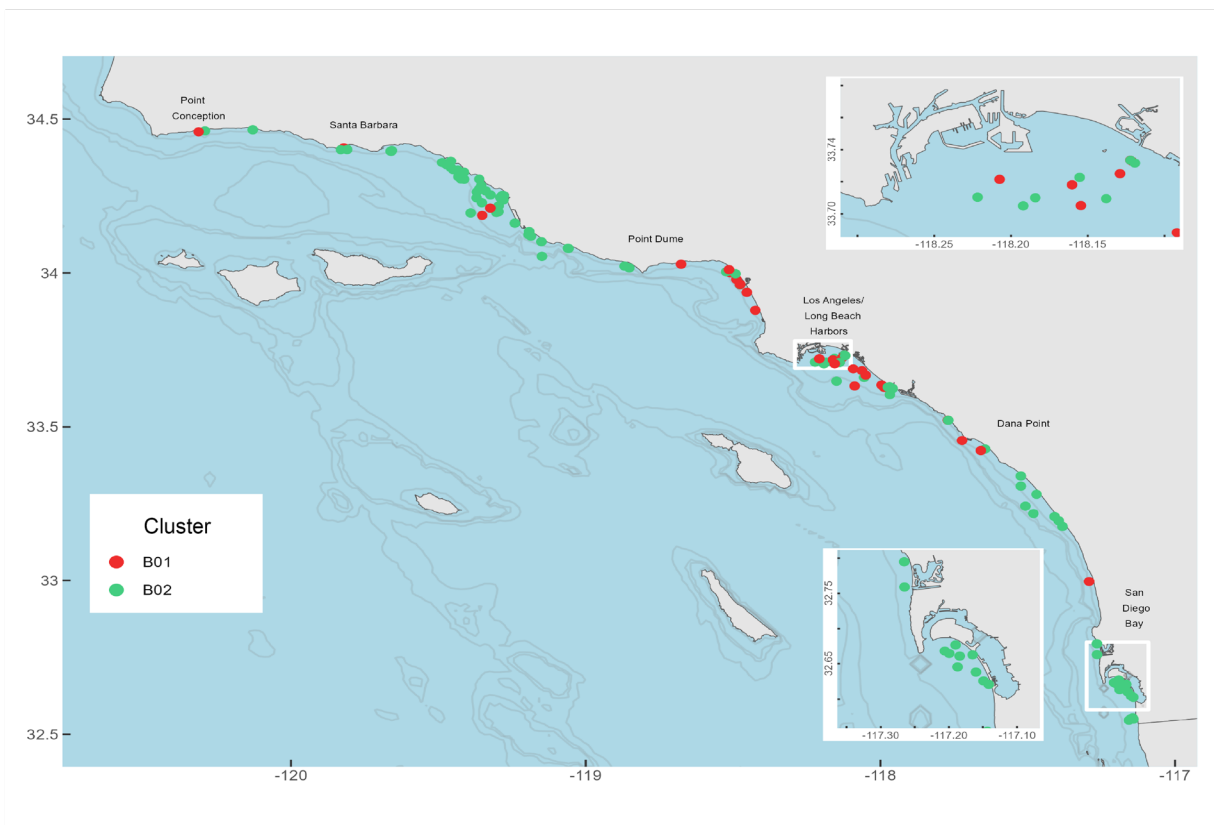 Point
Conception
Santa Barbara
Point Dume
Los Angeles/
Long Beach
Harbors
Dana Point
San
Diego
Bay
34.5
34
33.5
33
32.5
-120
-119
-118
-117
33.74
33.70
-118.25
-118.20
-118.15
32.75
32.65
-117.30
-117.20
-117.10
Cluster
B01
B02